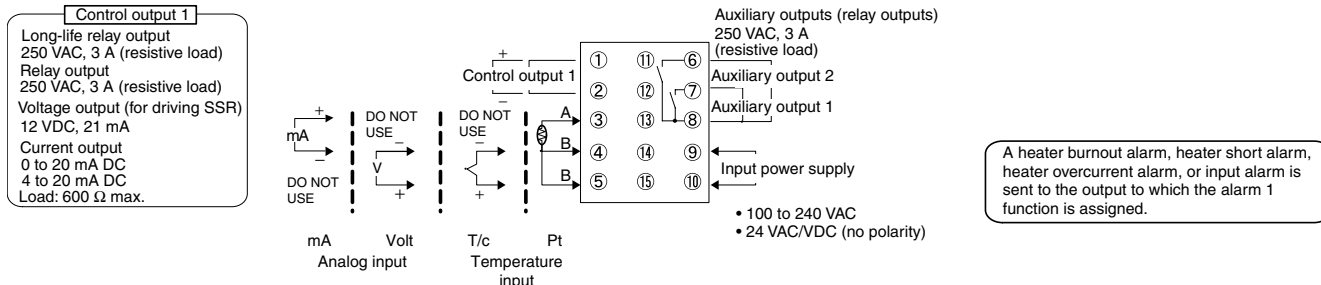 Control output 1
Long-life relay output
250 VAC, 3 A (resistive load)
Relay output
250 VAC, 3 A (resistive load)
Voltage output (for driving SSR)
12 VDC, 21 mA
Current output
0 to 20 mA DC
4 to 20 mA DC
Load: 600 Ω max.
+
mA
−
DO NOT
USE
DO NOT
USE
−
V
+
DO NOT
USE
−
+
mA
Volt
T/c
Pt
Analog input
Temperature
input
+
Control output 1
−
A
B
B
① ⑪ ⑥
② ⑫ ⑦
③ ⑬ ⑧
④ ⑭ ⑨
⑤ ⑮ ⑩
Auxiliary outputs (relay outputs)
250 VAC, 3 A
(resistive load)
Auxiliary output 2
Auxiliary output 1
Input power supply
• 100 to 240 VAC
• 24 VAC/VDC (no polarity)
A heater burnout alarm, heater short alarm,
heater overcurrent alarm, or input alarm is
sent to the output to which the alarm 1
function is assigned.